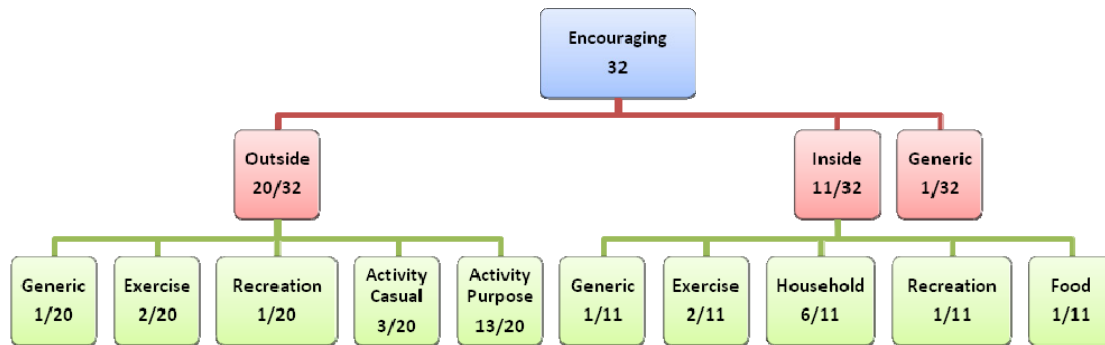 Encouraging
32
Outside
20/32
Inside
11/32
Generic
1/32
Generic
1/20
Exercise
2/20
Recreation
1/20
Activity
Casual
3/20
Activity
Purpose
13/20
Generic
1/11
Exercise
2/11
Household
6/11
Recreation
1/11
Food
1/11